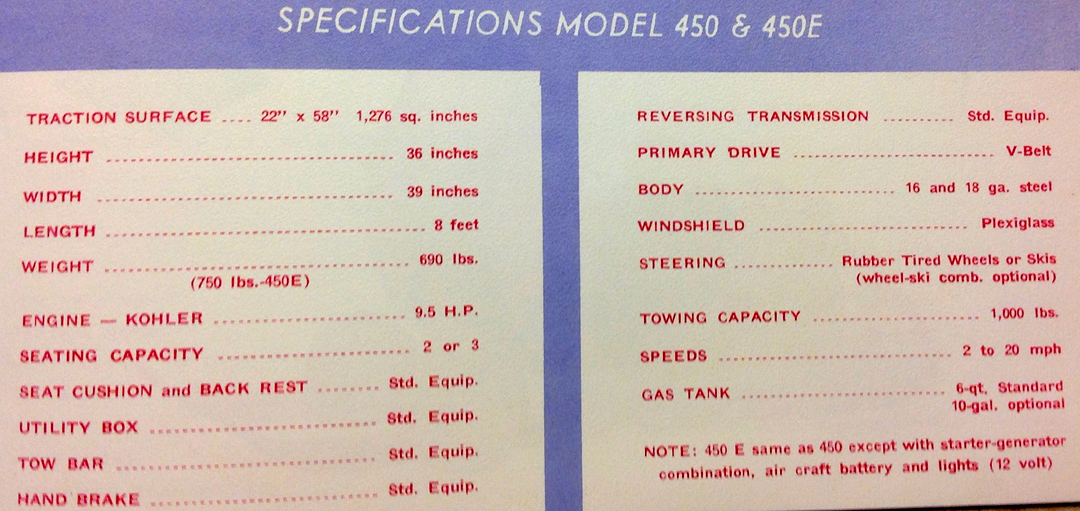 SPECIFICATIONS MODEL 450 & 450E
TRACTION SURFACE .... 22" x 58" 1,276 sq. inches
HEIGHT ........................................ 36 inches
WIDTH ........................................ 39 inches
LENGTH ........................................ 8 feet
WEIGHT ........................................ 690 lbs.
(750 lbs.-450E)
ENGINE — KOHLER ........................ 9.5 H.P.
SEATING CAPACITY ........................ 2 or 3
SEAT CUSHION and BACK REST ........ Std. Equip.
UTILITY BOX ............................ Std. Equip.
TOW BAR ................................ Std. Equip.
HAND BRAKE ............................ Std. Equip.
REVERSING TRANSMISSION .......... Std. Equip.
PRIMARY DRIVE ............................ V-Belt
BODY ............................ 16 and 18 ga. steel
WINDSHIELD ............................ Plexiglass
STEERING ............ Rubber Tired Wheels or Skis
(wheel-ski comb. optional)
TOWING CAPACITY ........................ 1,000 lbs.
SPEEDS ................................ 2 to 20 mph
GAS TANK ............................ 6-qt, Standard
10-gal. optional
NOTE: 450 E same as 450 except with starter-generator
combination, air craft battery and lights (12 volt)